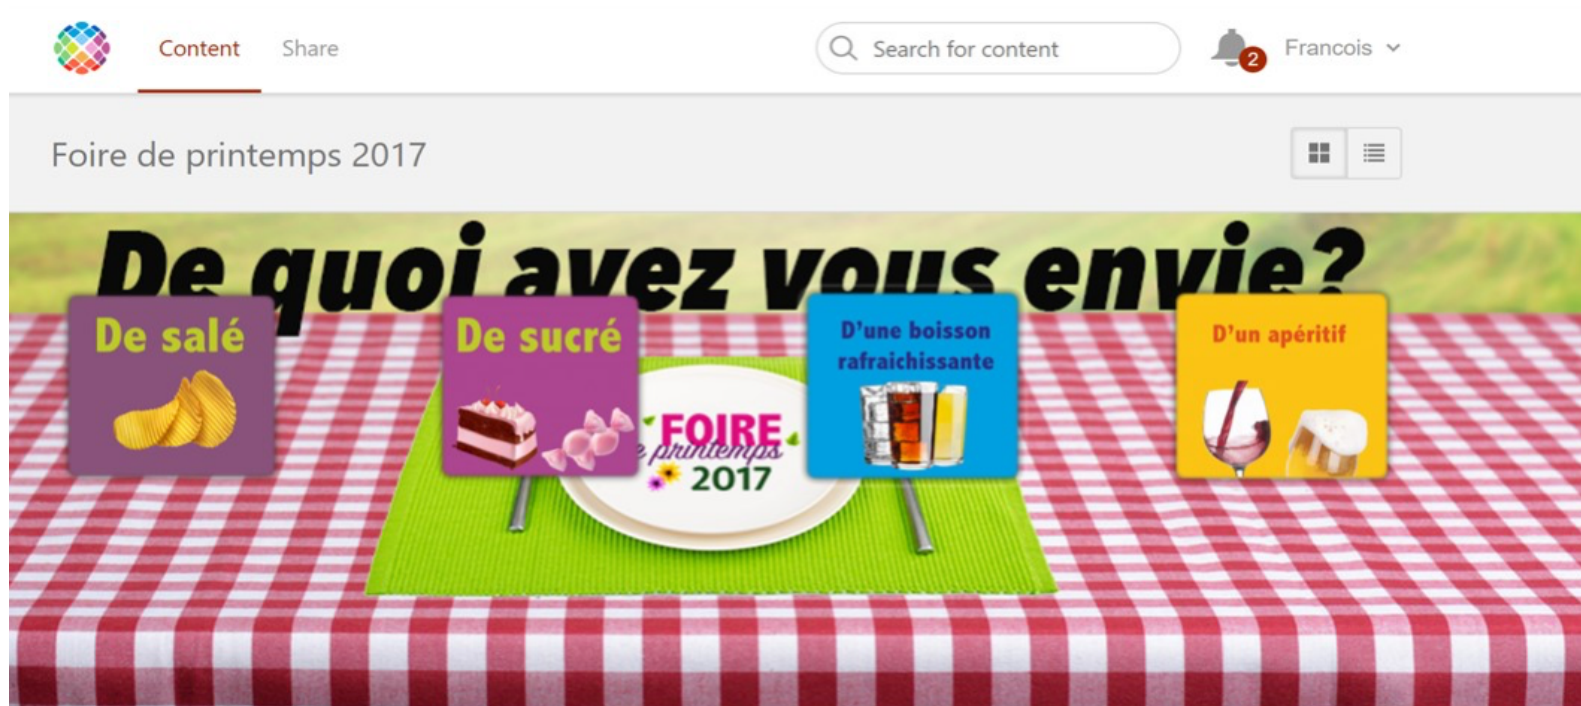 Content Share Search for content 2 Francois
Foire de printemps 2017
De quoi avez vous envie?
De salé
De sucré
FOIRE
printemps
2017
D'une boisson
rafraichissante
D'un apéritif